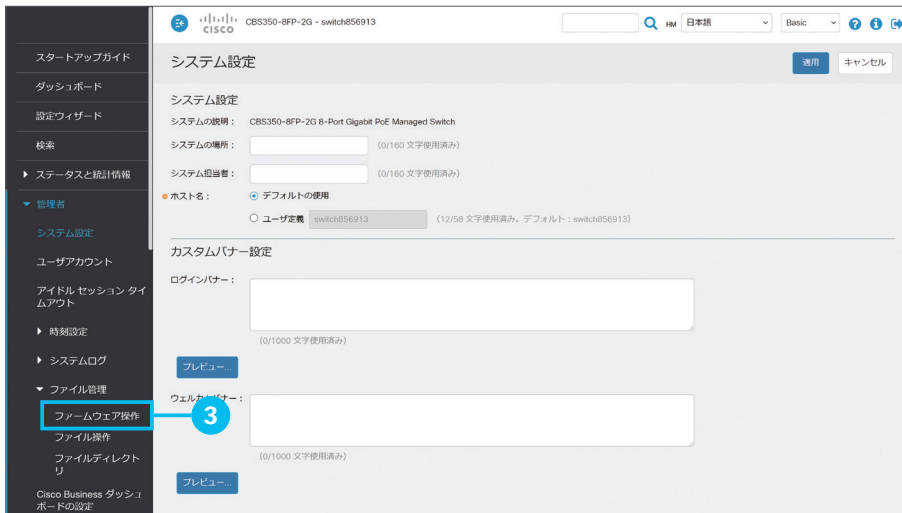 CISCO
CBS350-8FP-2G - switch856913
HM
日本語
Basic
スタートアップガイド
ダッシュボード
設定ウィザード
検索
ステータスと統計情報
管理者
システム設定
ユーザアカウント
アイドル セッション タイ
ムアウト
時刻設定
システムログ
ファイル管理
ファームウェア操作
3
ファイル操作
ファイルディレクト
リ
Cisco Business ダッシュ
ボードの設定
システム設定
適用
キャンセル
システム設定
システムの説明: CBS350-8FP-2G 8-Port Gigabit PoE Managed Switch
システムの場所: (0/160 文字使用済み)
システム担当者: (0/160 文字使用済み)
ホスト名: デフォルトの使用
ユーザ定義 switch856913 (12/58 文字使用済み。デフォルト:switch856913)
カスタムバナー設定
ログインバナー:
(0/1000 文字使用済み)
プレビュー...
ウェルカムバナー:
(0/1000 文字使用済み)
プレビュー...